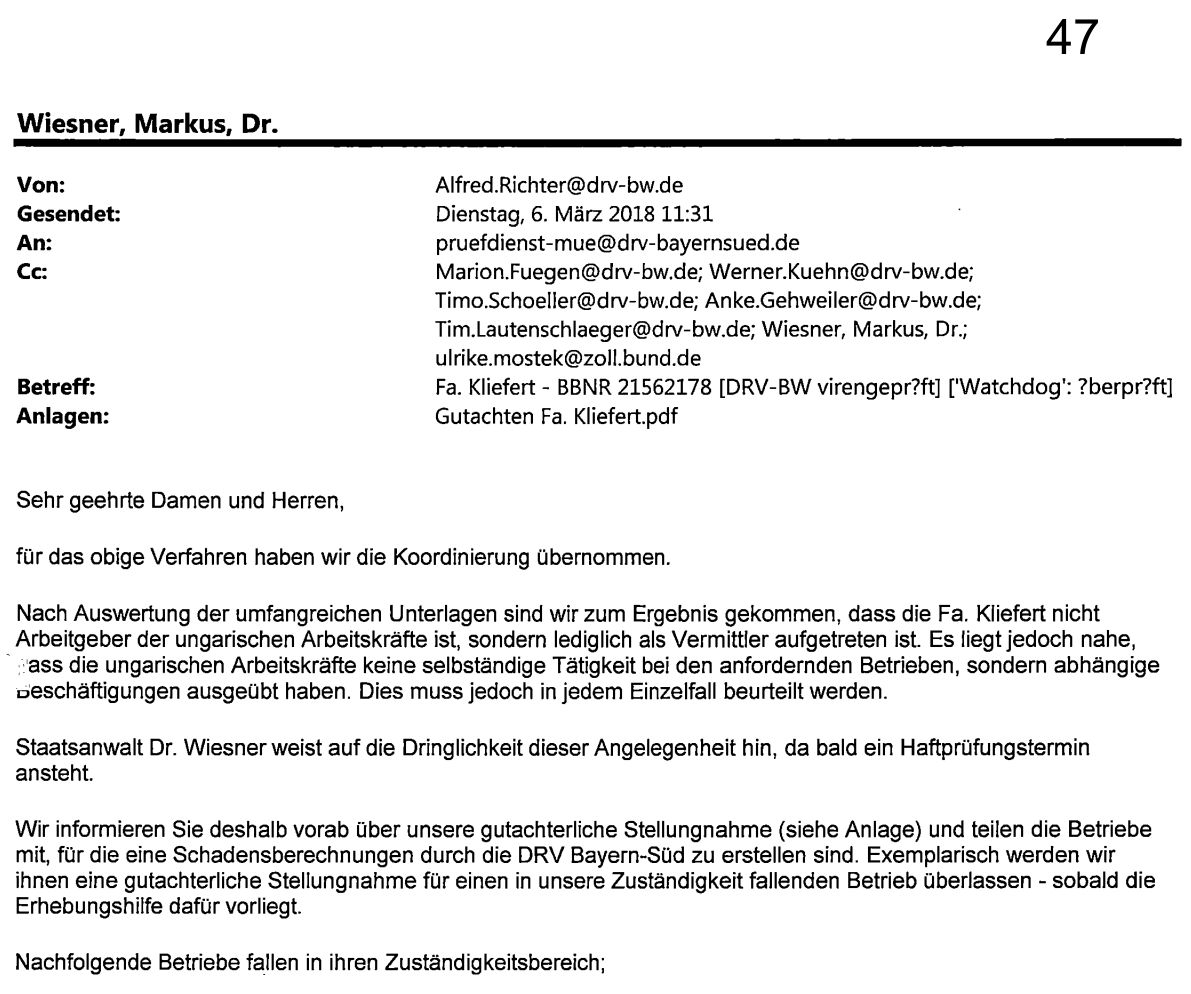 47
Wiesner, Markus, Dr.
Von: Alfred.Richter@drv-bw.de
Gesendet: Dienstag, 6. März 2018 11:31
An: pruefdienst-mue@drv-bayernsued.de
Cc: Marion.Fuegen@drv-bw.de; Werner.Kuehn@drv-bw.de;
Timo.Schoeller@drv-bw.de; Anke.Gehweiler@drv-bw.de;
Tim.Lautenschlaeger@drv-bw.de; Wiesner, Markus, Dr.;
ulrike.mostek@zoll.bund.de
Betreff: Fa. Kliefert - BBNR 21562178 [DRV-BW virengepr?ft] ['Watchdog': ?berpr?ft]
Anlagen: Gutachten Fa. Kliefert.pdf
Sehr geehrte Damen und Herren,
für das obige Verfahren haben wir die Koordinierung übernommen.
Nach Auswertung der umfangreichen Unterlagen sind wir zum Ergebnis gekommen, dass die Fa. Kliefert nicht
Arbeitgeber der ungarischen Arbeitskräfte ist, sondern lediglich als Vermittler aufgetreten ist. Es liegt jedoch nahe,
dass die ungarischen Arbeitskräfte keine selbständige Tätigkeit bei den anfordernden Betrieben, sondern abhängige
Beschäftigungen ausgeübt haben. Dies muss jedoch in jedem Einzelfall beurteilt werden.
Staatsanwalt Dr. Wiesner weist auf die Dringlichkeit dieser Angelegenheit hin, da bald ein Haftprüfungstermin
ansteht.
Wir informieren Sie deshalb vorab über unsere gutachterliche Stellungnahme (siehe Anlage) und teilen die Betriebe
mit, für die eine Schadensberechnungen durch die DRV Bayern-Süd zu erstellen sind. Exemplarisch werden wir
ihnen eine gutachterliche Stellungnahme für einen in unsere Zuständigkeit fallenden Betrieb überlassen - sobald die
Erhebungshilfe dafür vorliegt.
Nachfolgende Betriebe fallen in ihren Zuständigkeitsbereich;